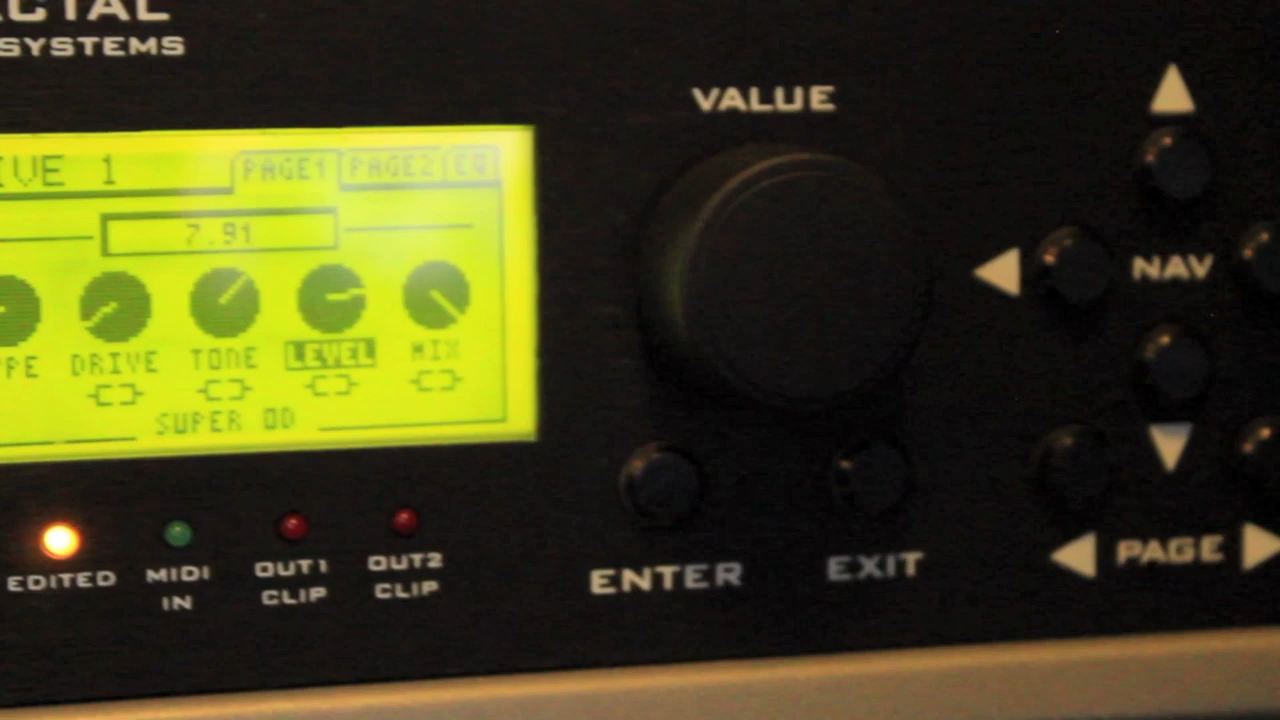 CTAL
SYSTEMS
IVE 1
PAGE1 PAGE2 EQ
7.91
PE DRIVE TONE LEVEL MIX
SUPER OD
EDITED
MIDI IN
OUT1 CLIP
OUT2 CLIP
VALUE
ENTER
EXIT
NAV
PAGE